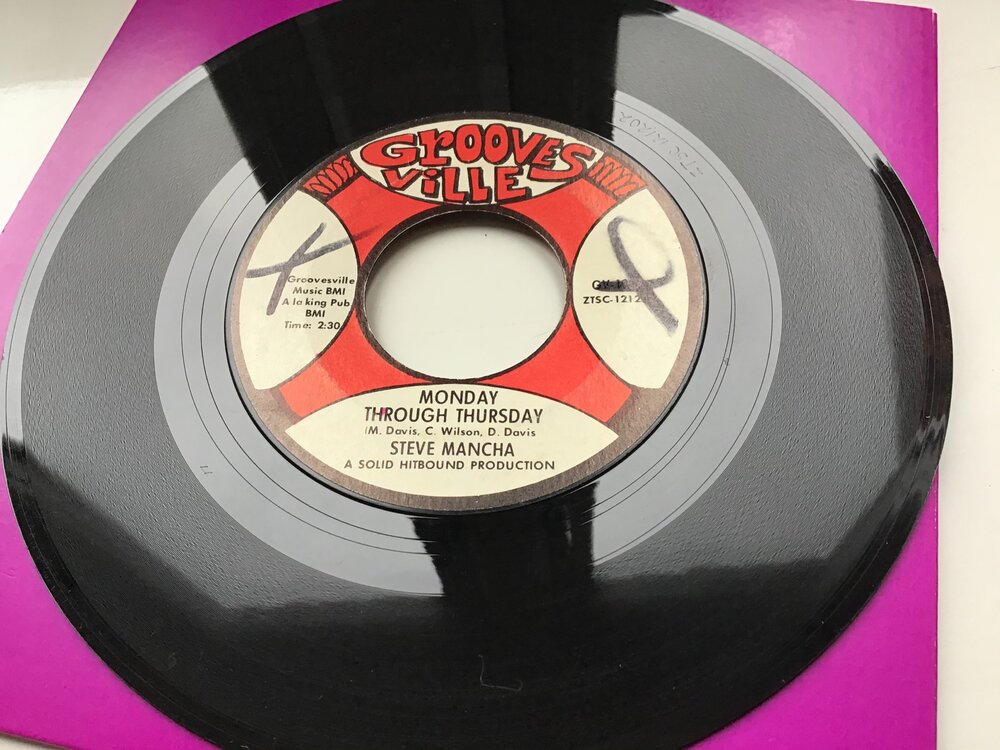 GROOVES
VILLE
Groovesville
Music BMI
A la king Pub
BMI
Time: 2:30
ZTSC-1212
MONDAY
THROUGH THURSDAY
(M. Davis, C. Wilson, D. Davis
STEVE MANCHA
A SOLID HITBOUND PRODUCTION